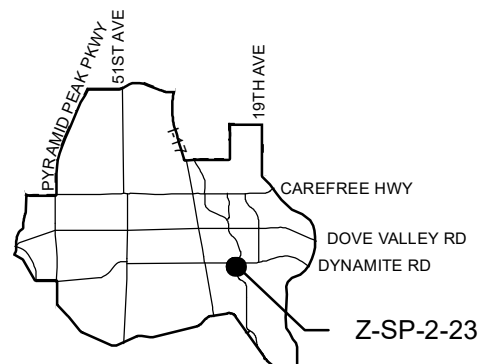 PYRAMID PEAK PKWY
51ST AVE
19TH AVE
I-17
CAREFREE HWY
DOVE VALLEY RD
DYNAMITE RD
Z-SP-2-23